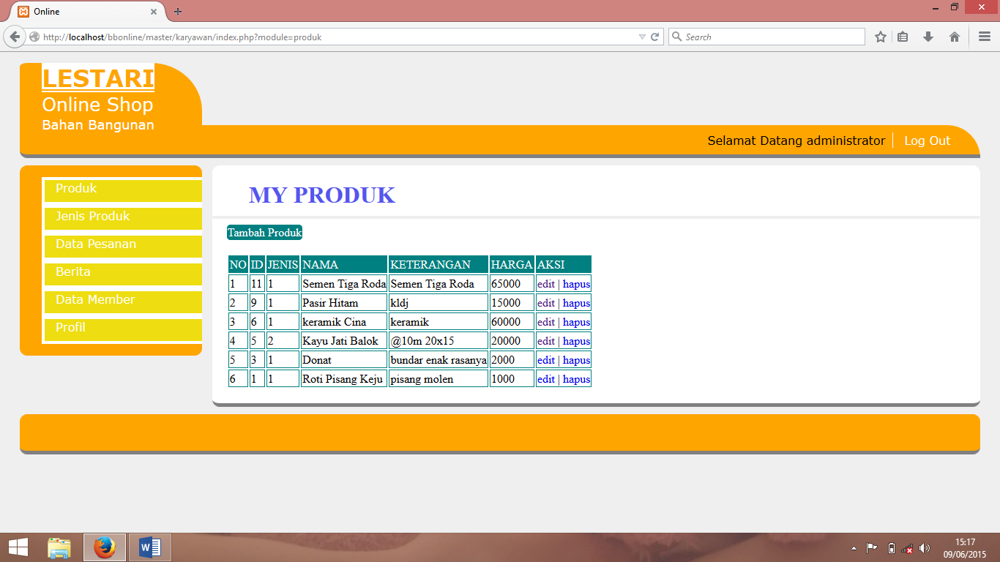 Online
http://localhost/bbonline/master/karyawan/index.php?module=produk
Search
LESTARI
Online Shop
Bahan Bangunan
Selamat Datang administrator
Log Out
Produk
Jenis Produk
Data Pesanan
Berita
Data Member
Profil
MY PRODUK
Tambah Produk
NO ID JENIS NAMA KETERANGAN HARGA AKSI
1 11 1 Semen Tiga Roda Semen Tiga Roda 65000 edit | hapus
2 9 1 Pasir Hitam kldj 15000 edit | hapus
3 6 1 keramik Cina keramik 60000 edit | hapus
4 5 2 Kayu Jati Balok @10m 20x15 20000 edit | hapus
5 3 1 Donat bundar enak rasanya 2000 edit | hapus
6 1 1 Roti Pisang Keju pisang molen 1000 edit | hapus
15:17
09/06/2015